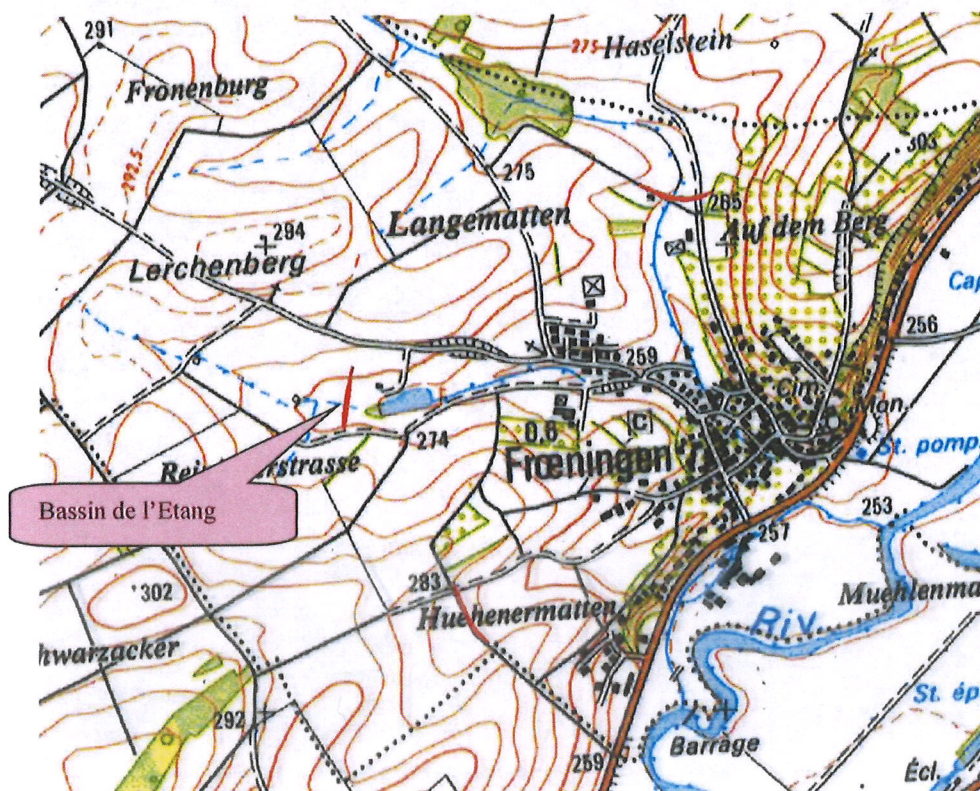 291
Haselstein
275
Fronenburg
292,5
303
275
265
Langematten
Auf dem Berg
294
Lerchenberg
Cap
256
259
Cim.
Mon.
274
0,6
C
St. pomp
Frœningen
Bassin de l'Etang
253
257
302
283
Huehenermatten
Muehlenma
Riv
hwarzacker
292
St. ép
Barrage
259
Écl.